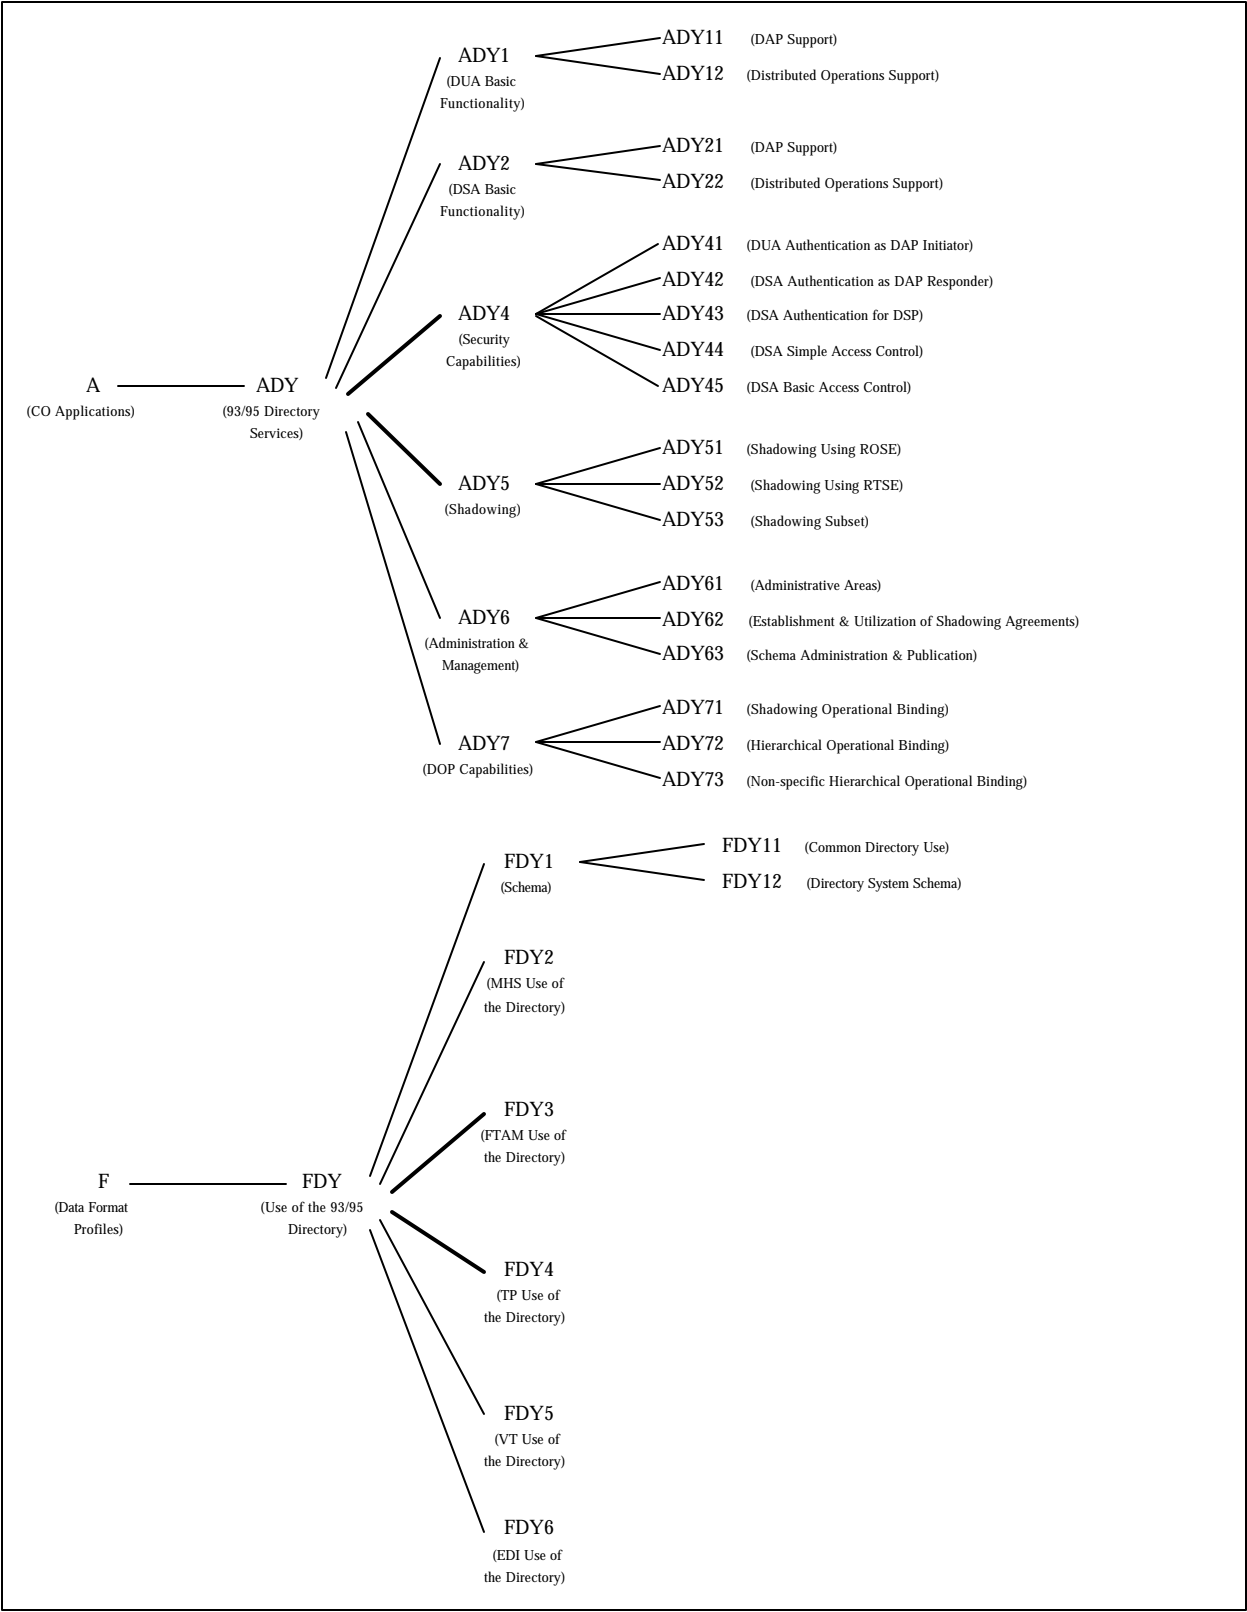 ADY11 (DAP Support)
ADY1
(DUA Basic
Functionality)
ADY12 (Distributed Operations Support)
ADY21 (DAP Support)
ADY2
(DSA Basic
Functionality)
ADY22 (Distributed Operations Support)
ADY41 (DUA Authentication as DAP Initiator)
ADY42 (DSA Authentication as DAP Responder)
ADY4
(Security
Capabilities)
ADY43 (DSA Authentication for DSP)
ADY44 (DSA Simple Access Control)
ADY45 (DSA Basic Access Control)
A
(CO Applications)
ADY
(93/95 Directory
Services)
ADY51 (Shadowing Using ROSE)
ADY5
(Shadowing)
ADY52 (Shadowing Using RTSE)
ADY53 (Shadowing Subset)
ADY61 (Administrative Areas)
ADY6
(Administration &
Management)
ADY62 (Establishment & Utilization of Shadowing Agreements)
ADY63 (Schema Administration & Publication)
ADY71 (Shadowing Operational Binding)
ADY7
(DOP Capabilities)
ADY72 (Hierarchical Operational Binding)
ADY73 (Non-specific Hierarchical Operational Binding)
FDY1
(Schema)
FDY11 (Common Directory Use)
FDY12 (Directory System Schema)
FDY2
(MHS Use of
the Directory)
FDY3
(FTAM Use of
the Directory)
F
(Data Format
Profiles)
FDY
(Use of the 93/95
Directory)
FDY4
(TP Use of
the Directory)
FDY5
(VT Use of
the Directory)
FDY6
(EDI Use of
the Directory)